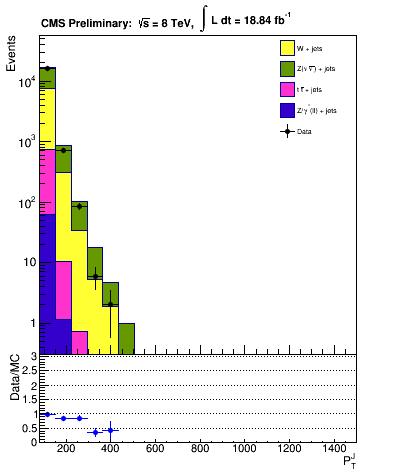 CMS Preliminary: √s = 8 TeV, ∫ L dt = 18.84 fb⁻¹
Events
W + jets
Z(ν ν̅) + jets
t t̅ + jets
Z/γ*(ll) + jets
Data
10⁴
10³
10²
10
1
Data/MC
3
2.5
2
1.5
1
0.5
0
200 400 600 800 1000 1200 1400
P_T^J